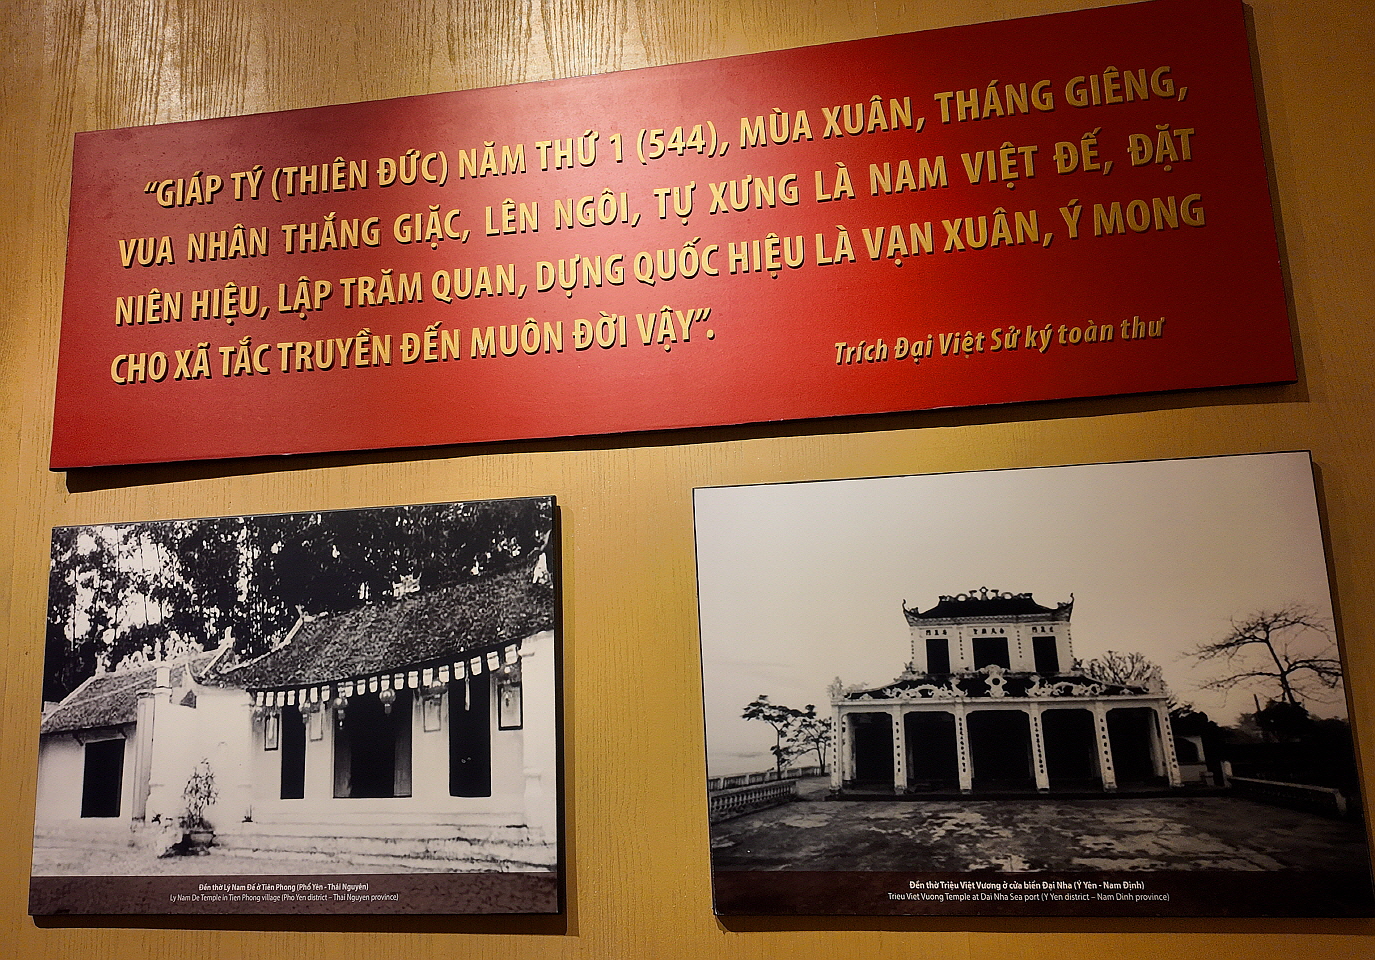 “GIÁP TÝ (THIÊN ĐỨC) NĂM THỨ 1 (544), MÙA XUÂN, THÁNG GIÊNG,
VUA NHÂN THẮNG GIẶC, LÊN NGÔI, TỰ XƯNG LÀ NAM VIỆT ĐẾ, ĐẶT
NIÊN HIỆU, LẬP TRĂM QUAN, DỰNG QUỐC HIỆU LÀ VẠN XUÂN, Ý MONG
CHO XÃ TẮC TRUYỀN ĐẾN MUÔN ĐỜI VẬY”.
Trích Đại Việt Sử ký toàn thư
Đền thờ Lý Nam Đế ở Tiên Phong (Phổ Yên - Thái Nguyên)
Ly Nam De Temple in Tien Phong village (Pho Yen district – Thai Nguyen province)
Đền thờ Triệu Việt Vương ở cửa biển Đại Nha (Ý Yên - Nam Định)
Trieu Viet Vuong Temple at Dai Nha Sea port (Y Yen district – Nam Dinh province)